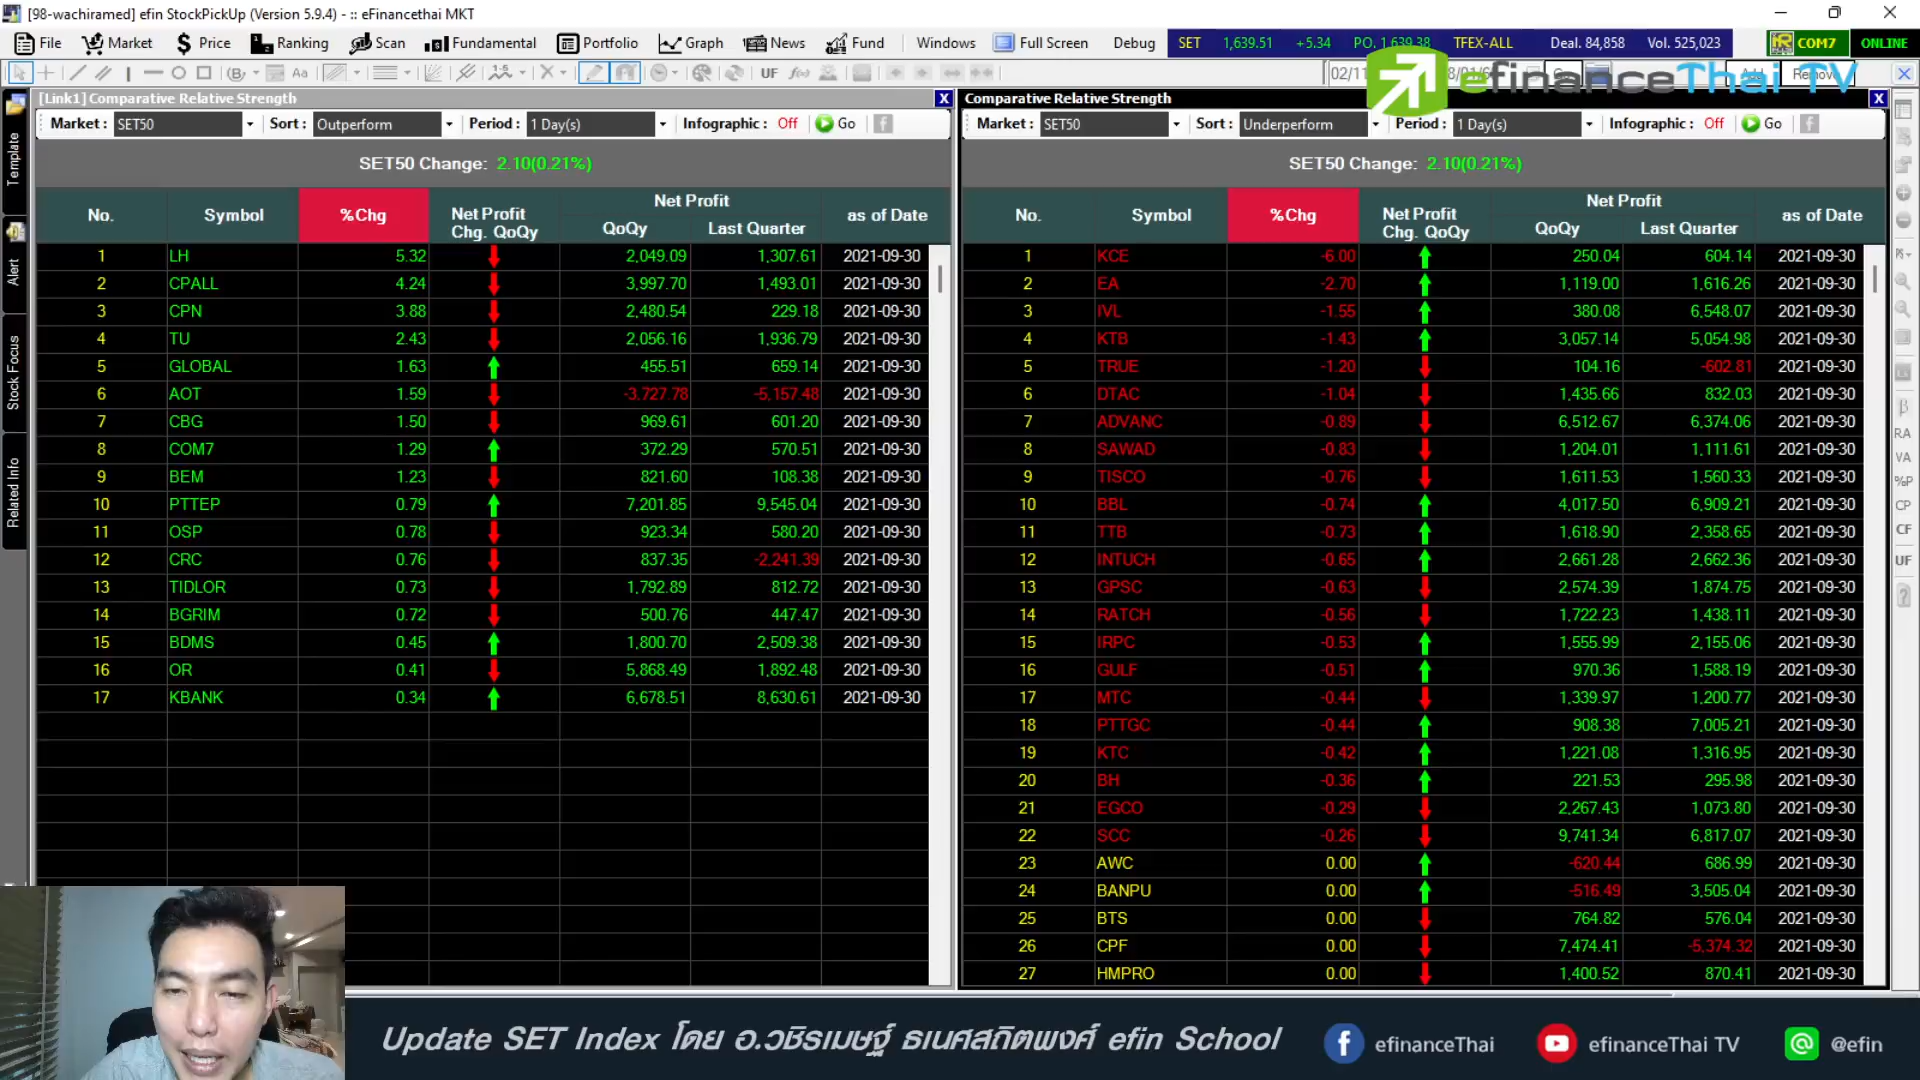 [98-wachiramed] efin StockPickUp (Version 5.9.4) - :: eFinancethai MKT
File Market Price Ranking Scan Fundamental Portfolio Graph News Fund Windows Full Screen Debug SET 1,639.51 +5.34 PO. 1,639.38 TFEX-ALL Deal. 84,858 Vol. 525,023 COM7 ONLINE
efinanceThai TV
Template
Alert
Stock Focus
Related Info
[Link1] Comparative Relative Strength
Market : SET50 Sort : Outperform Period : 1 Day(s) Infographic : Off Go
SET50 Change: 2.10(0.21%)
No. Symbol %Chg Net Profit Chg. QoQy Net Profit QoQy Last Quarter as of Date
1 LH 5.32 2,049.09 1,307.61 2021-09-30
2 CPALL 4.24 3,997.70 1,493.01 2021-09-30
3 CPN 3.88 2,480.54 229.18 2021-09-30
4 TU 2.43 2,056.16 1,936.79 2021-09-30
5 GLOBAL 1.63 455.51 659.14 2021-09-30
6 AOT 1.59 -3,727.78 -5,157.48 2021-09-30
7 CBG 1.50 969.61 601.20 2021-09-30
8 COM7 1.29 372.29 570.51 2021-09-30
9 BEM 1.23 821.60 108.38 2021-09-30
10 PTTEP 0.79 7,201.85 9,545.04 2021-09-30
11 OSP 0.78 923.34 580.20 2021-09-30
12 CRC 0.76 837.35 -2,241.39 2021-09-30
13 TIDLOR 0.73 1,792.89 812.72 2021-09-30
14 BGRIM 0.72 500.76 447.47 2021-09-30
15 BDMS 0.45 1,800.70 2,509.38 2021-09-30
16 OR 0.41 5,868.49 1,892.48 2021-09-30
17 KBANK 0.34 6,678.51 8,630.61 2021-09-30
Comparative Relative Strength
Market : SET50 Sort : Underperform Period : 1 Day(s) Infographic : Off Go
SET50 Change: 2.10(0.21%)
No. Symbol %Chg Net Profit Chg. QoQy Net Profit QoQy Last Quarter as of Date
1 KCE -6.00 250.04 604.14 2021-09-30
2 EA -2.70 1,119.00 1,616.26 2021-09-30
3 IVL -1.55 380.08 6,548.07 2021-09-30
4 KTB -1.43 3,057.14 5,054.98 2021-09-30
5 TRUE -1.20 104.16 -602.81 2021-09-30
6 DTAC -1.04 1,435.66 832.03 2021-09-30
7 ADVANC -0.89 6,512.67 6,374.06 2021-09-30
8 SAWAD -0.83 1,204.01 1,111.61 2021-09-30
9 TISCO -0.76 1,611.53 1,560.33 2021-09-30
10 BBL -0.74 4,017.50 6,909.21 2021-09-30
11 TTB -0.73 1,618.90 2,358.65 2021-09-30
12 INTUCH -0.65 2,661.28 2,662.36 2021-09-30
13 GPSC -0.63 2,574.39 1,874.75 2021-09-30
14 RATCH -0.56 1,722.23 1,438.11 2021-09-30
15 IRPC -0.53 1,555.99 2,155.06 2021-09-30
16 GULF -0.51 970.36 1,588.19 2021-09-30
17 MTC -0.44 1,339.97 1,200.77 2021-09-30
18 PTTGC -0.44 908.38 7,005.21 2021-09-30
19 KTC -0.42 1,221.08 1,316.95 2021-09-30
20 BH -0.36 221.53 295.98 2021-09-30
21 EGCO -0.29 2,267.43 1,073.80 2021-09-30
22 SCC -0.26 9,741.34 6,817.07 2021-09-30
23 AWC 0.00 -620.44 686.99 2021-09-30
24 BANPU 0.00 -516.49 3,505.04 2021-09-30
25 BTS 0.00 764.82 576.04 2021-09-30
26 CPF 0.00 7,474.41 -5,374.32 2021-09-30
27 HMPRO 0.00 1,400.52 870.41 2021-09-30
RA
VA
%P
CP
CF
UF
Update SET Index โดย อ.วชิรเมษฐ์ ธเนศสถิตพงศ์ efin School
efinanceThai efinanceThai TV @efin